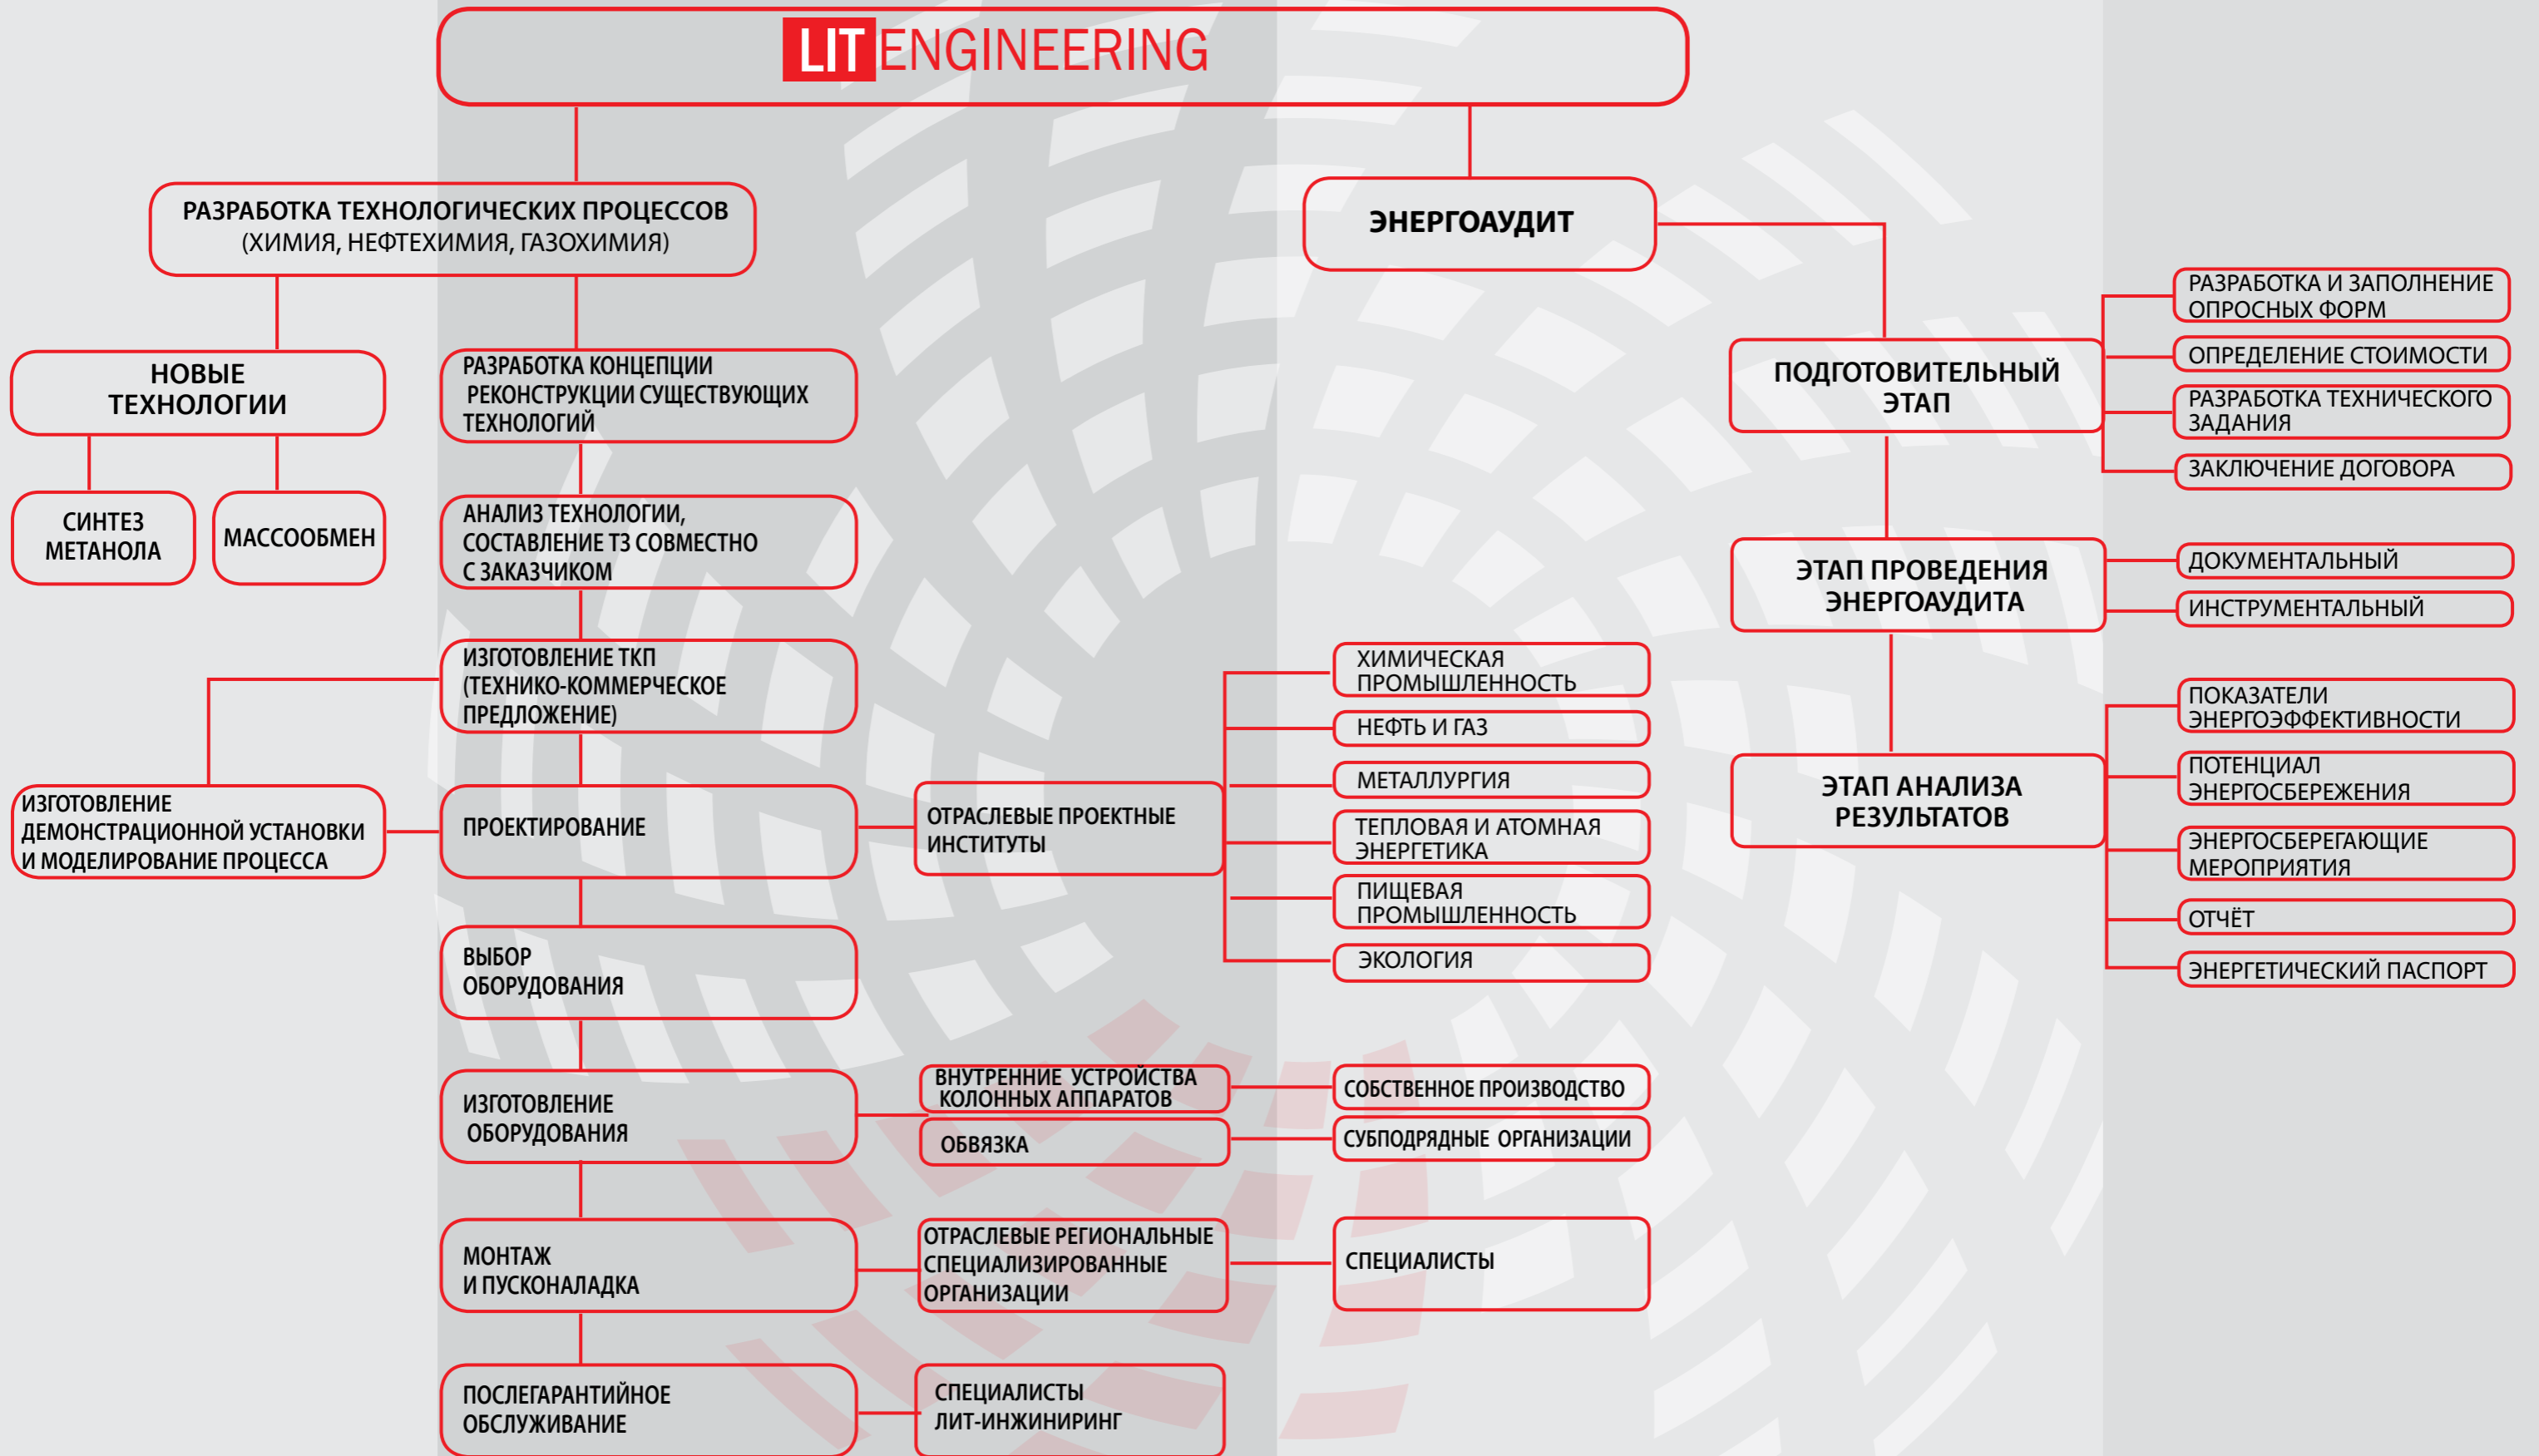 LIT ENGINEERING
РАЗРАБОТКА ТЕХНОЛОГИЧЕСКИХ ПРОЦЕССОВ
(ХИМИЯ, НЕФТЕХИМИЯ, ГАЗОХИМИЯ)
НОВЫЕ
ТЕХНОЛОГИИ
СИНТЕЗ
МЕТАНОЛА
МАССООБМЕН
РАЗРАБОТКА КОНЦЕПЦИИ
РЕКОНСТРУКЦИИ СУЩЕСТВУЮЩИХ
ТЕХНОЛОГИЙ
АНАЛИЗ ТЕХНОЛОГИИ,
СОСТАВЛЕНИЕ ТЗ СОВМЕСТНО
С ЗАКАЗЧИКОМ
ИЗГОТОВЛЕНИЕ ТКП
(ТЕХНИКО-КОММЕРЧЕСКОЕ
ПРЕДЛОЖЕНИЕ)
ИЗГОТОВЛЕНИЕ
ДЕМОНСТРАЦИОННОЙ УСТАНОВКИ
И МОДЕЛИРОВАНИЕ ПРОЦЕССА
ПРОЕКТИРОВАНИЕ
ОТРАСЛЕВЫЕ ПРОЕКТНЫЕ
ИНСТИТУТЫ
ХИМИЧЕСКАЯ
ПРОМЫШЛЕННОСТЬ
НЕФТЬ И ГАЗ
МЕТАЛЛУРГИЯ
ТЕПЛОВАЯ И АТОМНАЯ
ЭНЕРГЕТИКА
ПИЩЕВАЯ
ПРОМЫШЛЕННОСТЬ
ЭКОЛОГИЯ
ВЫБОР
ОБОРУДОВАНИЯ
ИЗГОТОВЛЕНИЕ
ОБОРУДОВАНИЯ
ВНУТРЕННИЕ УСТРОЙСТВА
КОЛОННЫХ АППАРАТОВ
СОБСТВЕННОЕ ПРОИЗВОДСТВО
ОБВЯЗКА
СУБПОДРЯДНЫЕ ОРГАНИЗАЦИИ
МОНТАЖ
И ПУСКОНАЛАДКА
ОТРАСЛЕВЫЕ РЕГИОНАЛЬНЫЕ
СПЕЦИАЛИЗИРОВАННЫЕ
ОРГАНИЗАЦИИ
СПЕЦИАЛИСТЫ
ПОСЛЕГАРАНТИЙНОЕ
ОБСЛУЖИВАНИЕ
СПЕЦИАЛИСТЫ
ЛИТ-ИНЖИНИРИНГ
ЭНЕРГОАУДИТ
ПОДГОТОВИТЕЛЬНЫЙ
ЭТАП
РАЗРАБОТКА И ЗАПОЛНЕНИЕ
ОПРОСНЫХ ФОРМ
ОПРЕДЕЛЕНИЕ СТОИМОСТИ
РАЗРАБОТКА ТЕХНИЧЕСКОГО
ЗАДАНИЯ
ЗАКЛЮЧЕНИЕ ДОГОВОРА
ЭТАП ПРОВЕДЕНИЯ
ЭНЕРГОАУДИТА
ДОКУМЕНТАЛЬНЫЙ
ИНСТРУМЕНТАЛЬНЫЙ
ЭТАП АНАЛИЗА
РЕЗУЛЬТАТОВ
ПОКАЗАТЕЛИ
ЭНЕРГОЭФФЕКТИВНОСТИ
ПОТЕНЦИАЛ
ЭНЕРГОСБЕРЕЖЕНИЯ
ЭНЕРГОСБЕРЕГАЮЩИЕ
МЕРОПРИЯТИЯ
ОТЧЁТ
ЭНЕРГЕТИЧЕСКИЙ ПАСПОРТ